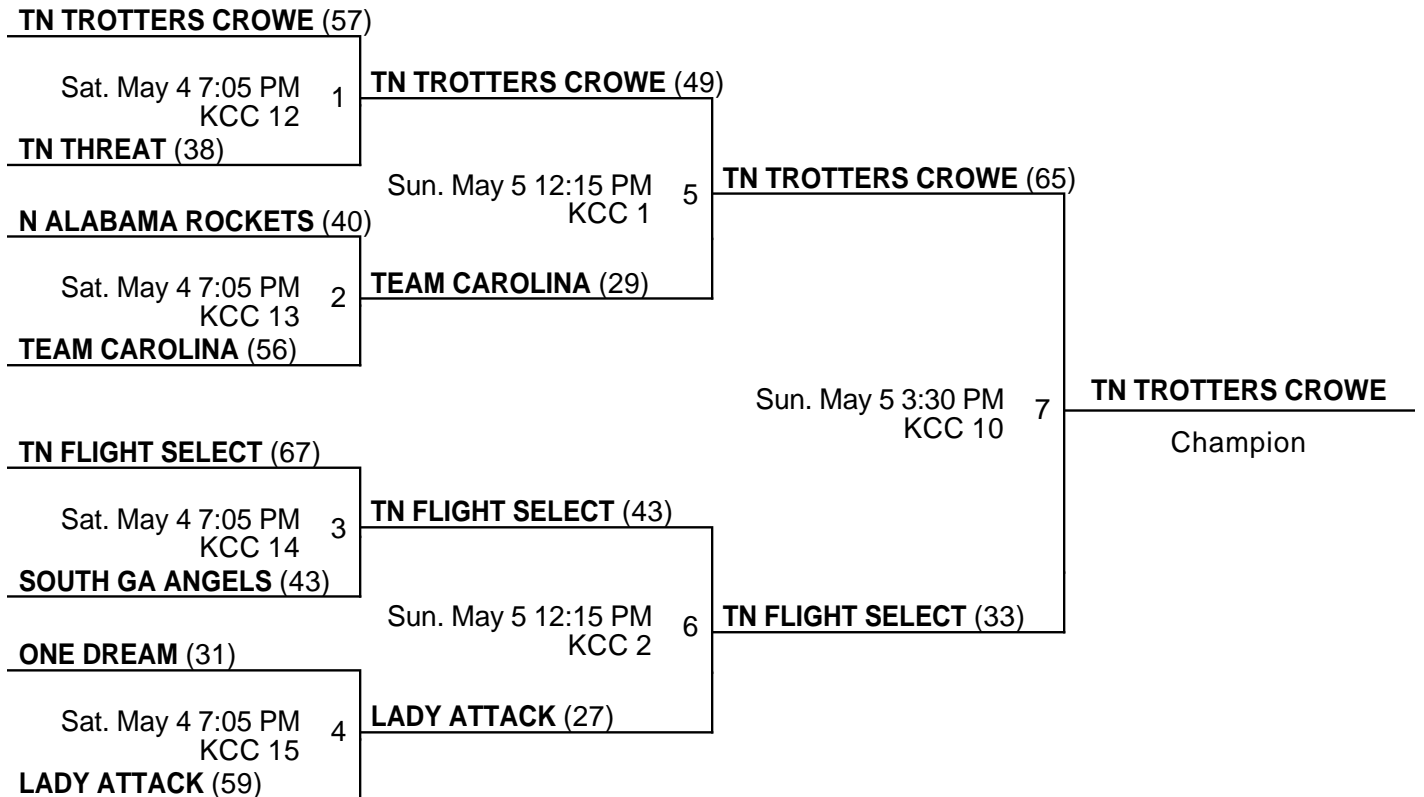 TN TROTTERS CROWE (57)
Sat. May 4 7:05 PM
KCC 12
1
TN THREAT (38)
TN TROTTERS CROWE (49)
N ALABAMA ROCKETS (40)
Sat. May 4 7:05 PM
KCC 13
2
TEAM CAROLINA (56)
Sun. May 5 12:15 PM
KCC 1
5
TEAM CAROLINA (29)
TN TROTTERS CROWE (65)
TN FLIGHT SELECT (67)
Sat. May 4 7:05 PM
KCC 14
3
SOUTH GA ANGELS (43)
TN FLIGHT SELECT (43)
ONE DREAM (31)
Sat. May 4 7:05 PM
KCC 15
4
LADY ATTACK (59)
Sun. May 5 12:15 PM
KCC 2
6
LADY ATTACK (27)
TN FLIGHT SELECT (33)
Sun. May 5 3:30 PM
KCC 10
7
TN TROTTERS CROWE
Champion